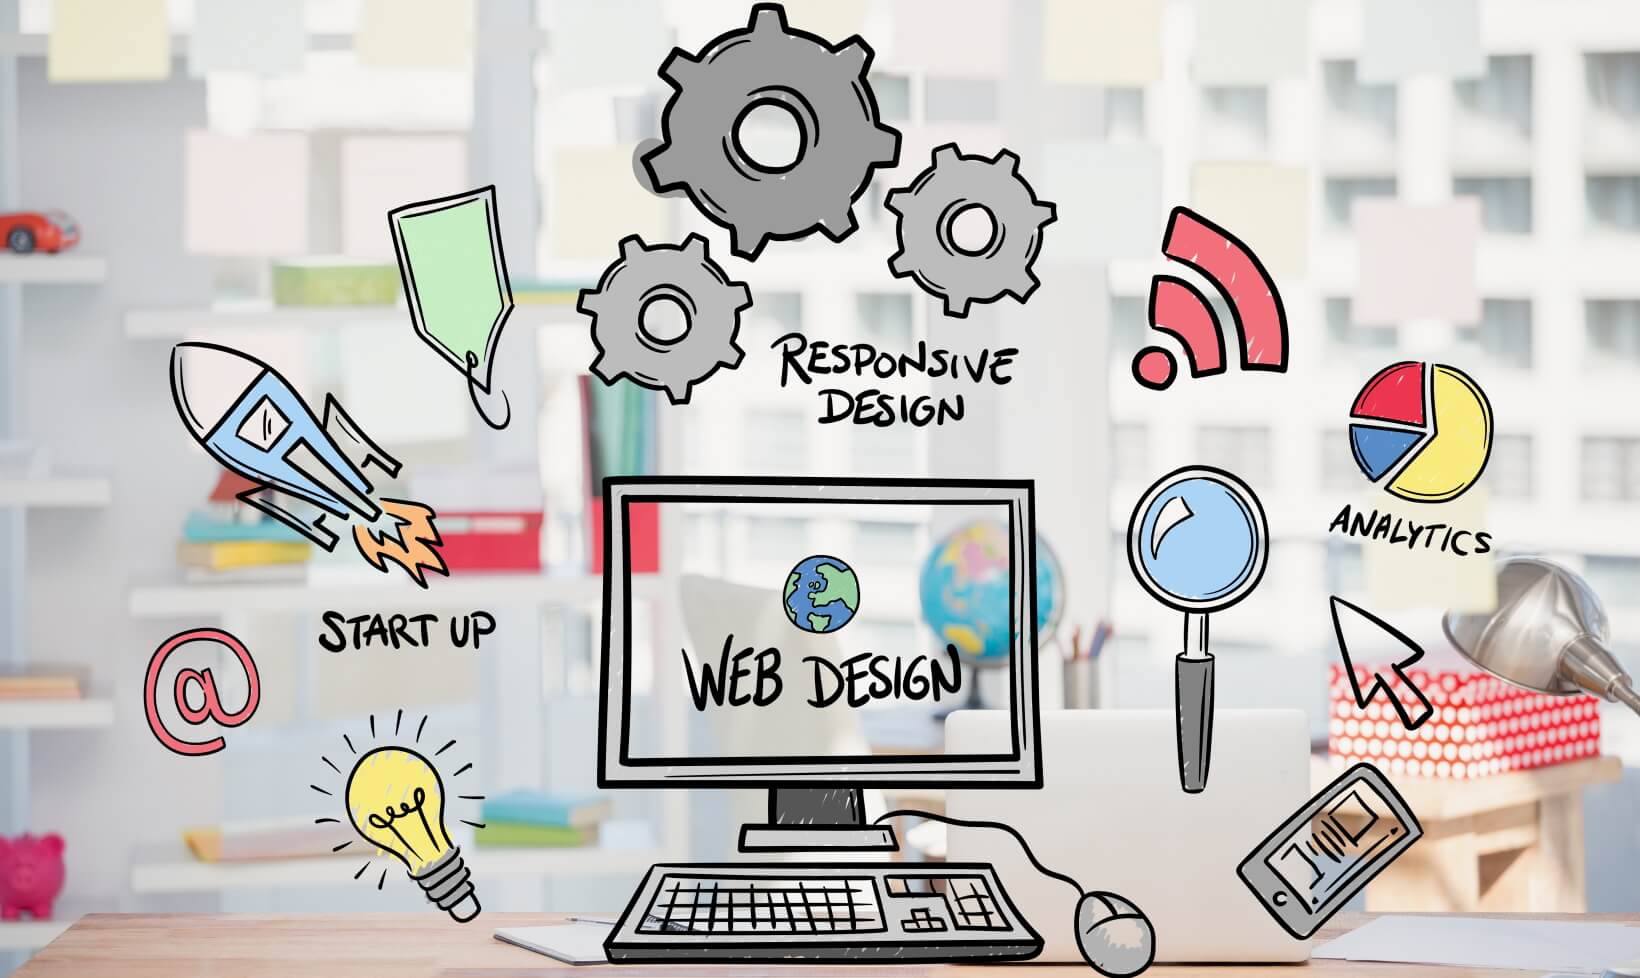 RESPONSIVE
DESIGN
ANALYTICS
START UP
@
WEB DESIGN